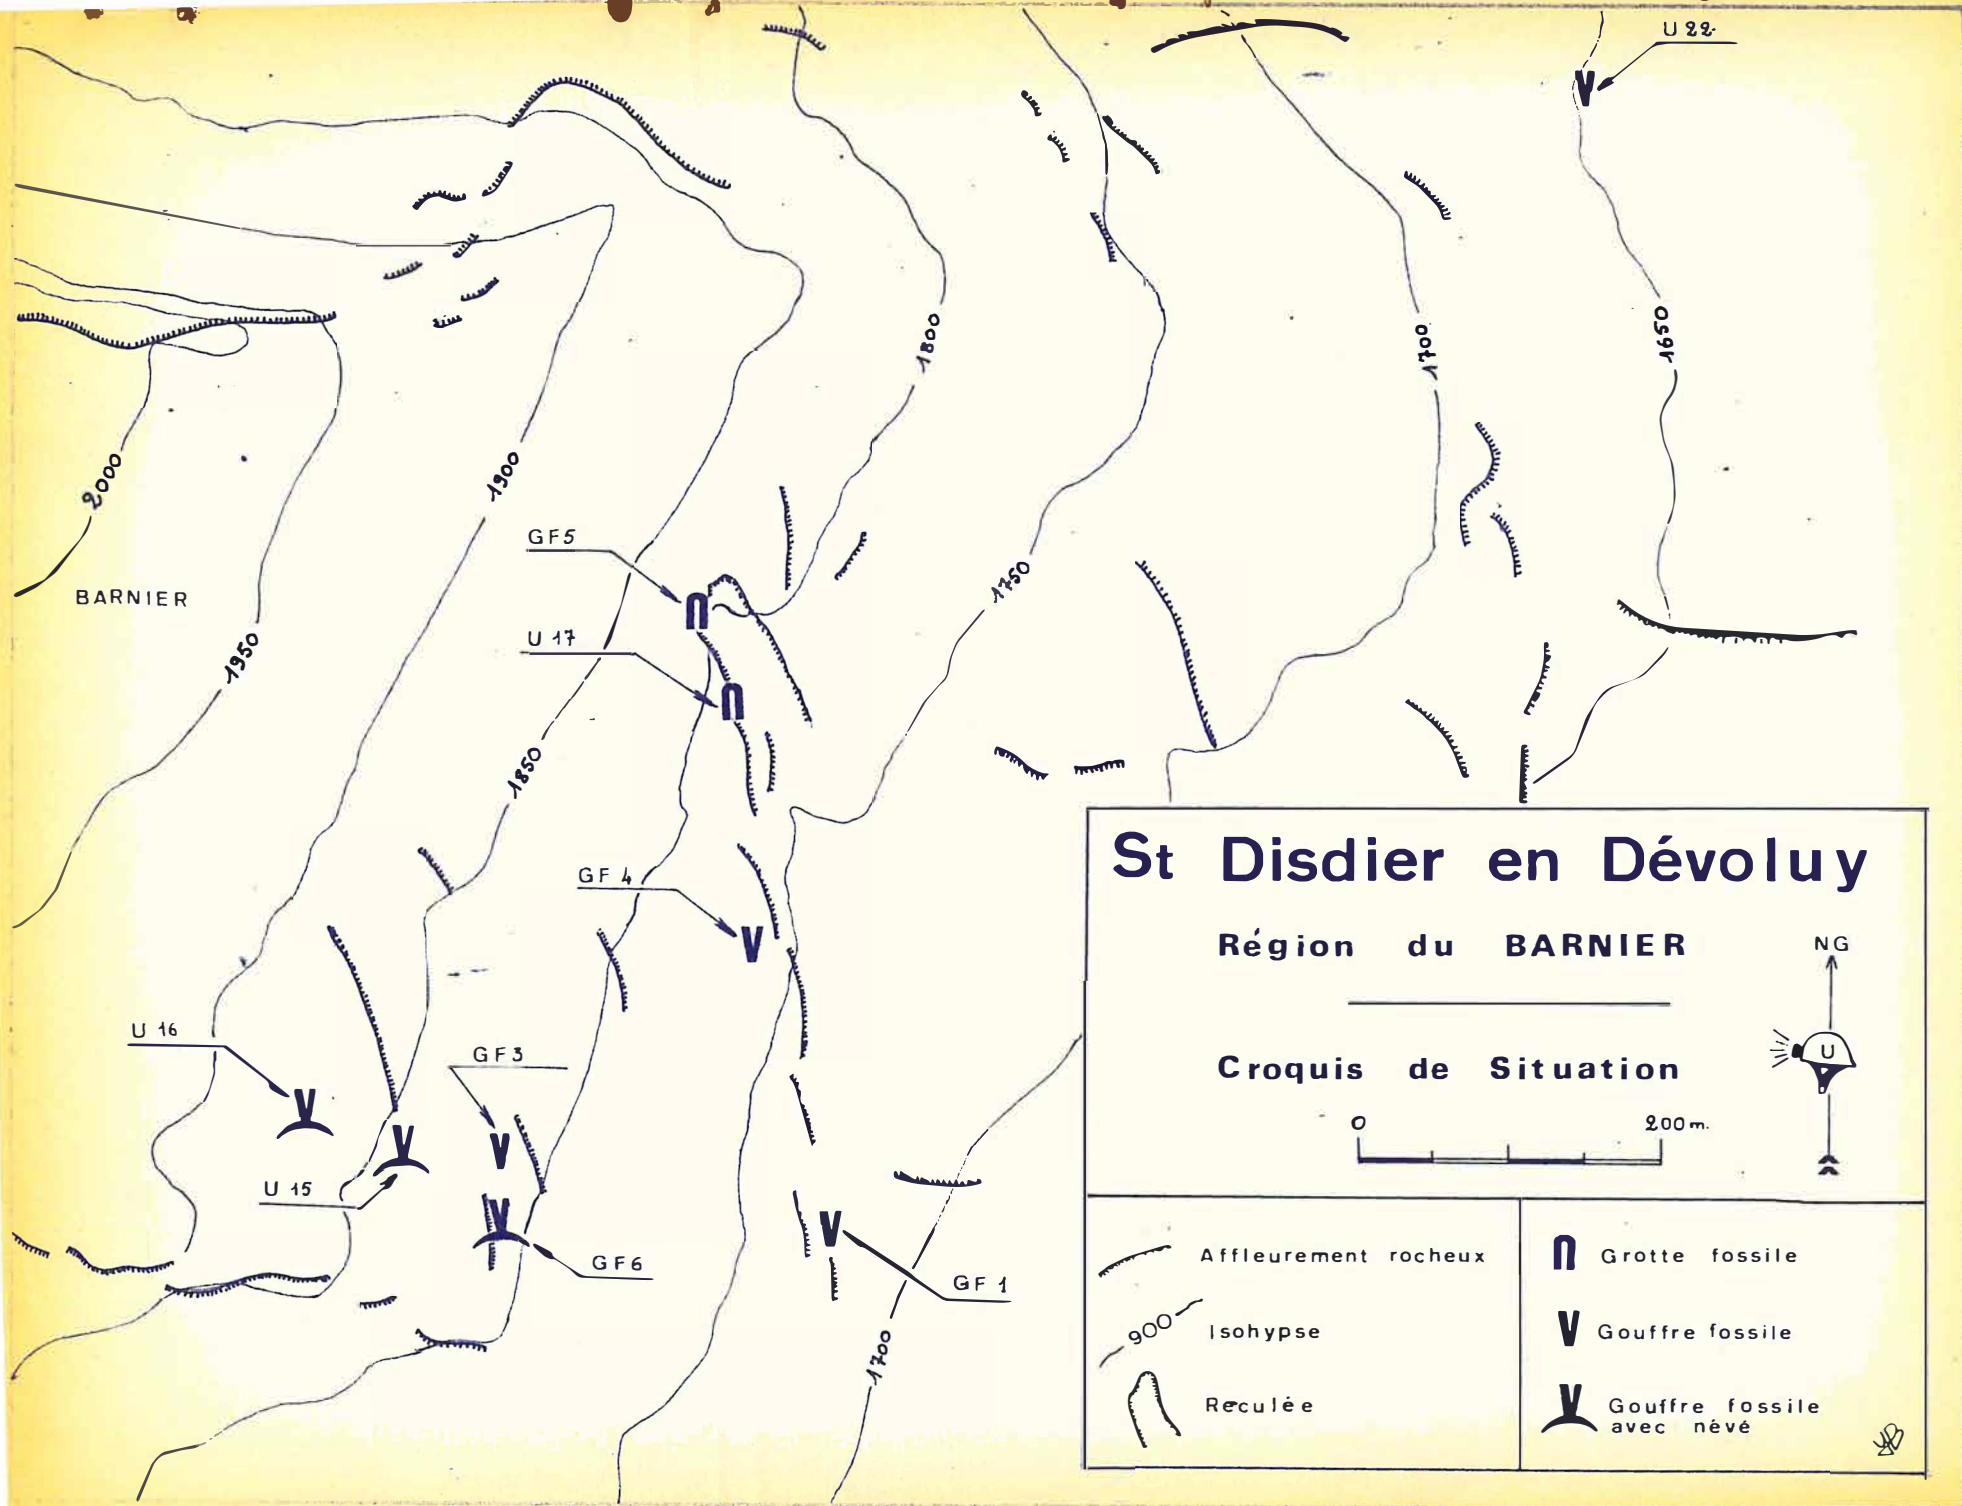 U 22
1800
1700
1650
2000
1900
GF5
1750
BARNIER
U 17
1950
1850
GF 4
St Disdier en Dévoluy
Région du BARNIER
NG
U
Croquis de Situation
0 200 m.
U 16
GF3
U 15
GF6
GF 1
1700
Affleurement rocheux
900
Isohypse
Reculée
Grotte fossile
Gouffre fossile
Gouffre fossile
avec névé